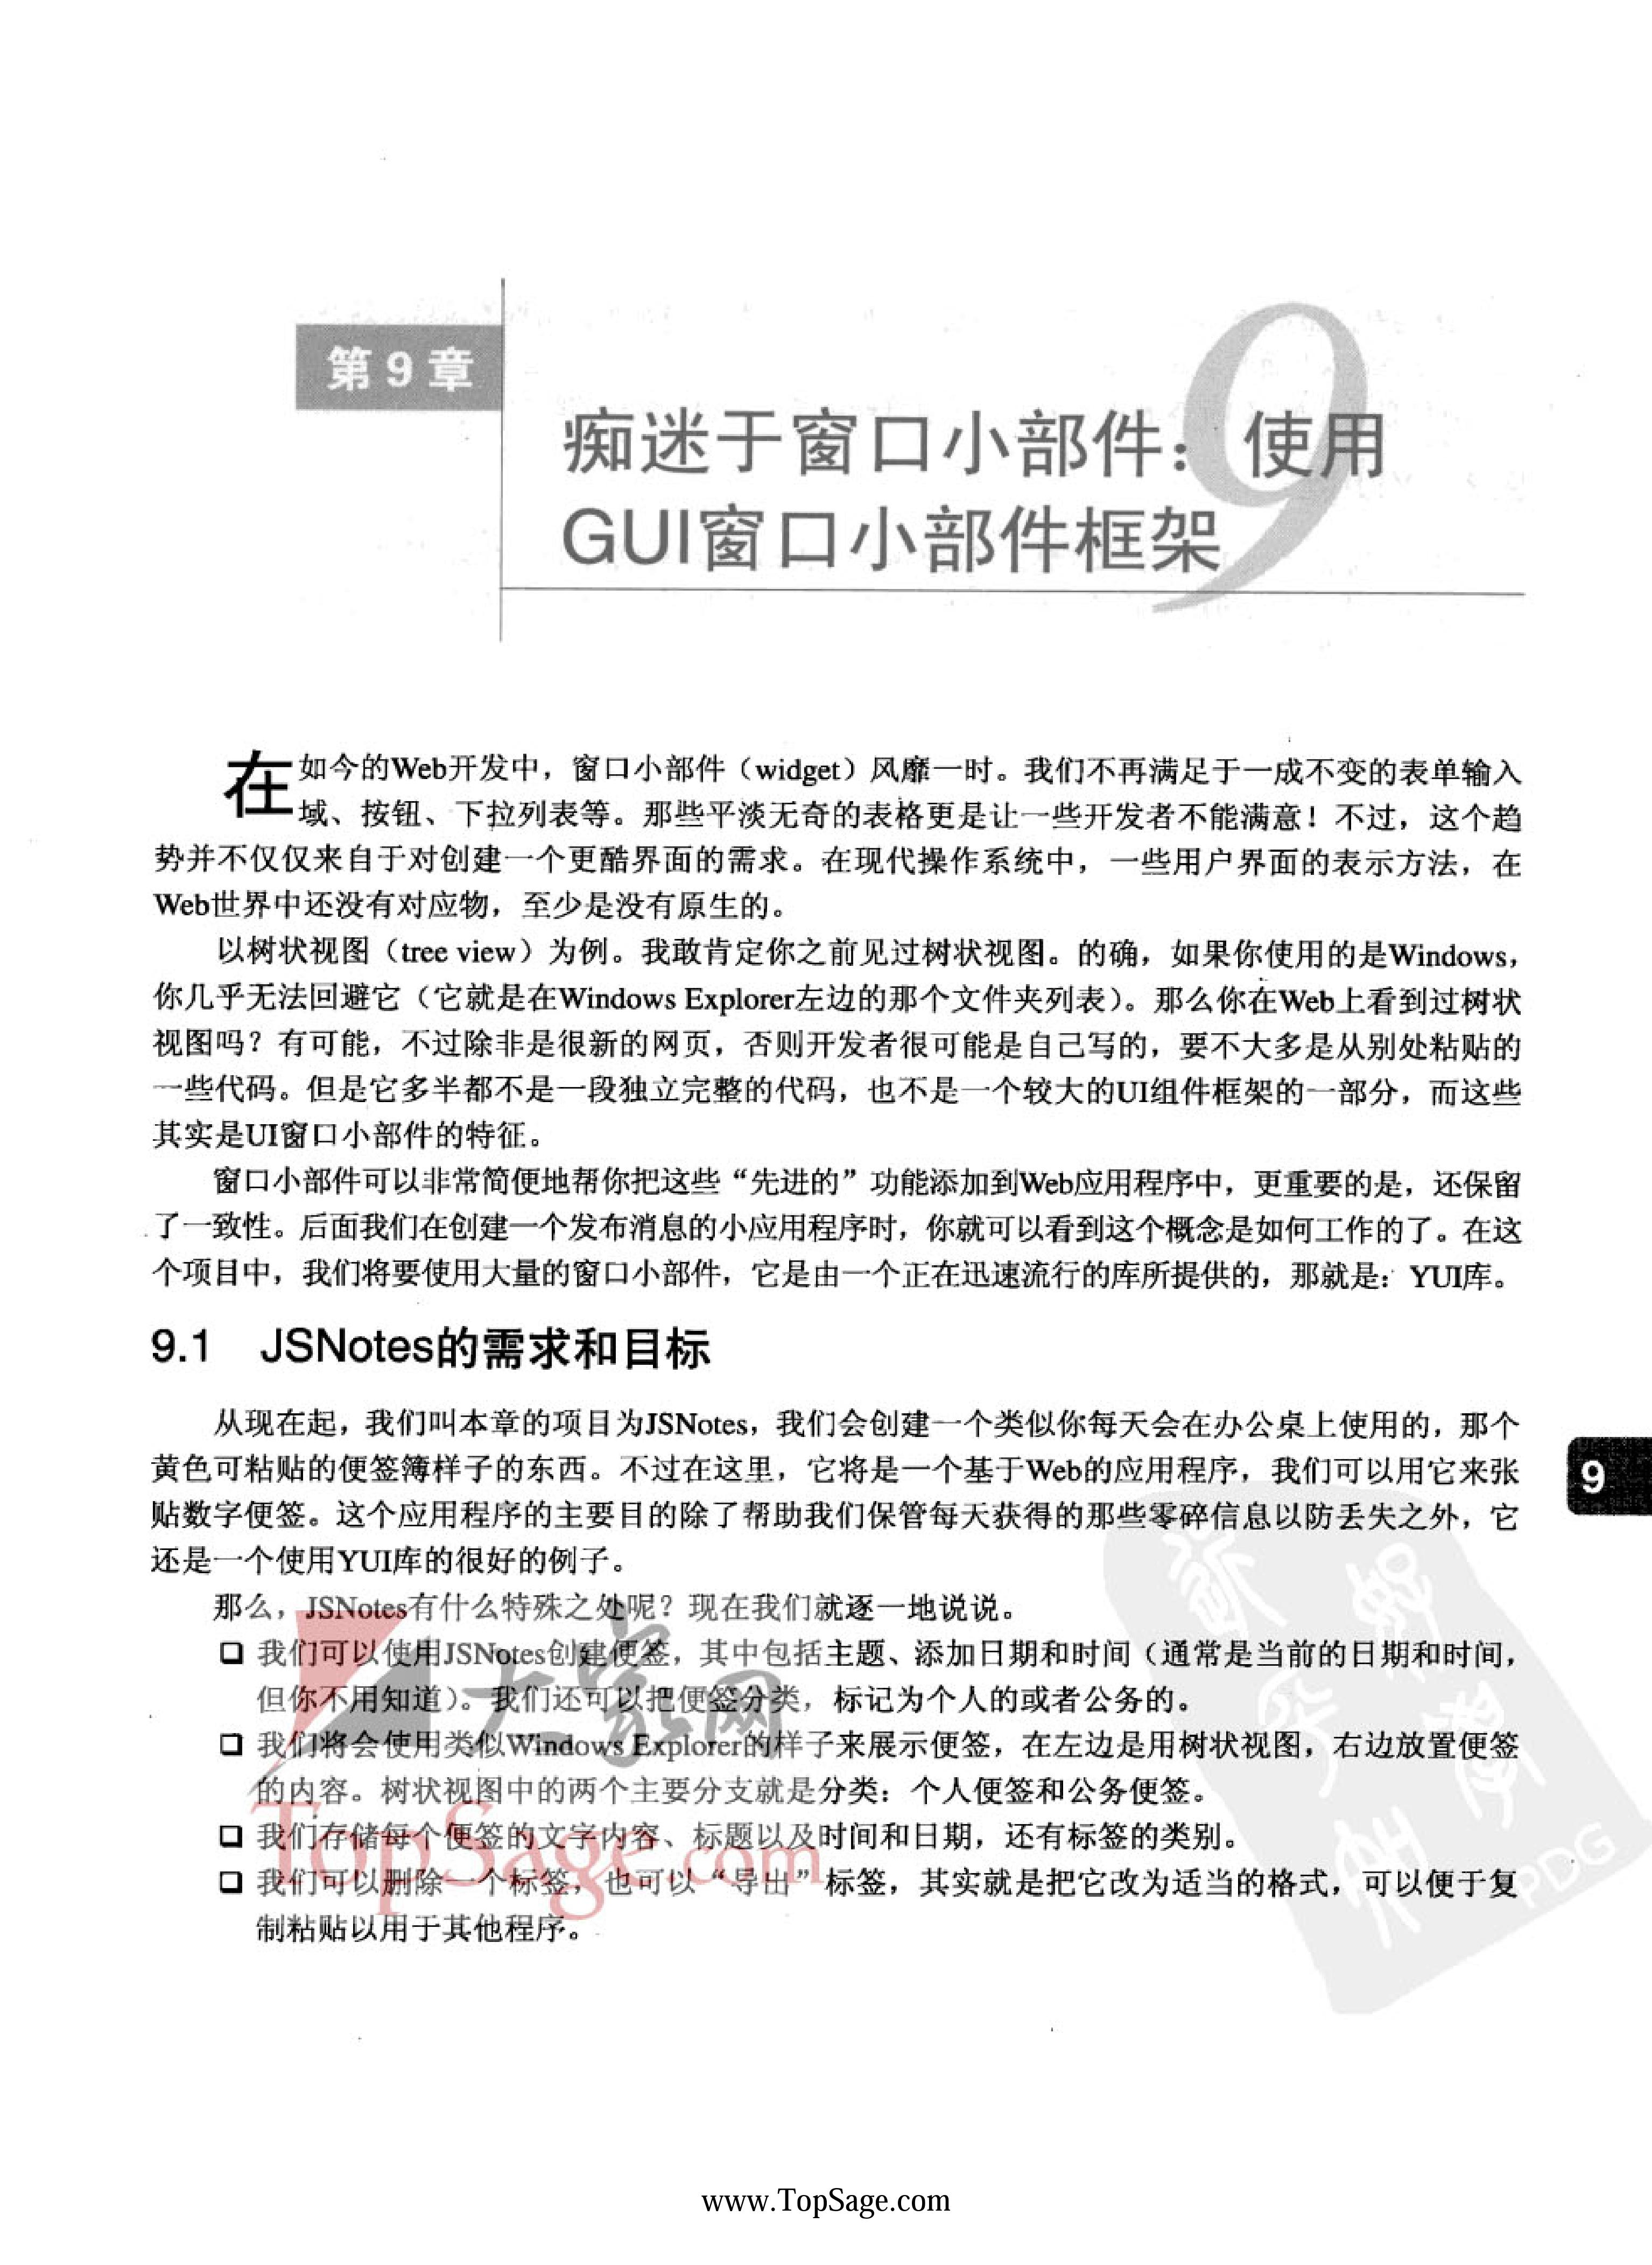 第9章
9
痴迷于窗口小部件：使用
GUI窗口小部件框架
在如今的Web开发中，窗口小部件（widget）风靡一时。我们不再满足于一成不变的表单输入
域、按钮、下拉列表等。那些平淡无奇的表格更是让一些开发者不能满意！不过，这个趋
势并不仅仅来自于对创建一个更酷界面的需求。在现代操作系统中，一些用户界面的表示方法，在
Web世界中还没有对应物，至少是没有原生的。
以树状视图（tree view）为例。我敢肯定你之前见过树状视图。的确，如果你使用的是Windows，
你几乎无法回避它（它就是在Windows Explorer左边的那个文件夹列表）。那么你在Web上看到过树状
视图吗？有可能，不过除非是很新的网页，否则开发者很可能是自己写的，要不大多是从别处粘贴的
一些代码。但是它多半都不是一段独立完整的代码，也不是一个较大的UI组件框架的一部分，而这些
其实是UI窗口小部件的特征。
窗口小部件可以非常简便地帮你把这些“先进的”功能添加到Web应用程序中，更重要的是，还保留
了一致性。后面我们在创建一个发布消息的小应用程序时，你就可以看到这个概念是如何工作的了。在这
个项目中，我们将要使用大量的窗口小部件，它是由一个正在迅速流行的库所提供的，那就是：YUI库。
9.1 JSNotes的需求和目标
从现在起，我们叫本章的项目为JSNotes，我们会创建一个类似你每天会在办公桌上使用的，那个
黄色可粘贴的便签簿样子的东西。不过在这里，它将是一个基于Web的应用程序，我们可以用它来张
贴数字便签。这个应用程序的主要目的除了帮助我们保管每天获得的那些零碎信息以防丢失之外，它
还是一个使用YUI库的很好的例子。
9
那么，JSNotes有什么特殊之处呢？现在我们就逐一地说说。
❑ 我们可以使用JSNotes创建便签，其中包括主题、添加日期和时间（通常是当前的日期和时间，
但你不用知道）。我们还可以把便签分类，标记为个人的或者公务的。
❑ 我们将会使用类似Windows Explorer的样子来展示便签，在左边是用树状视图，右边放置便签
的内容。树状视图中的两个主要分支就是分类：个人便签和公务便签。
❑ 我们存储每个便签的文字内容、标题以及时间和日期，还有标签的类别。
❑ 我们可以删除一个标签，也可以“导出”标签，其实就是把它改为适当的格式，可以便于复
制粘贴以用于其他程序。
大家网
TopSage.com
PDG
www.TopSage.com